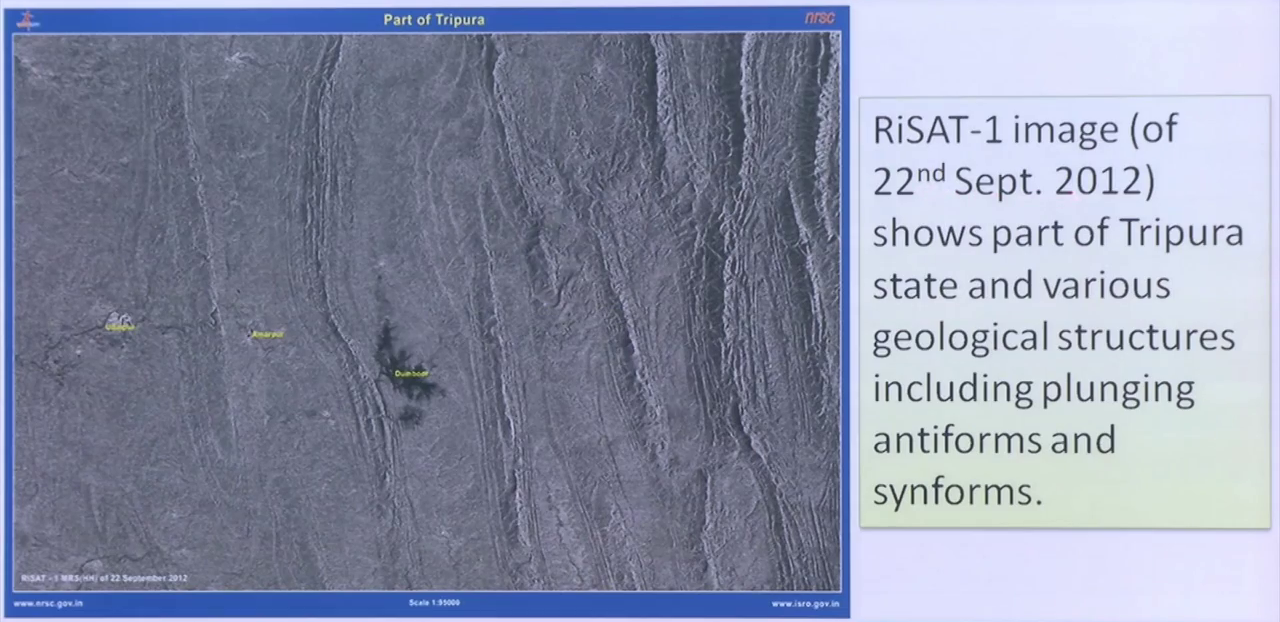 Part of Tripura
nrsc
Udaipur
Amarpur
Dumboor
RISAT - 1 MRS(HH) of 22 September 2012
www.nrsc.gov.in
Scale 1:95000
www.isro.gov.in
RiSAT-1 image (of
22nd Sept. 2012)
shows part of Tripura
state and various
geological structures
including plunging
antiforms and
synforms.